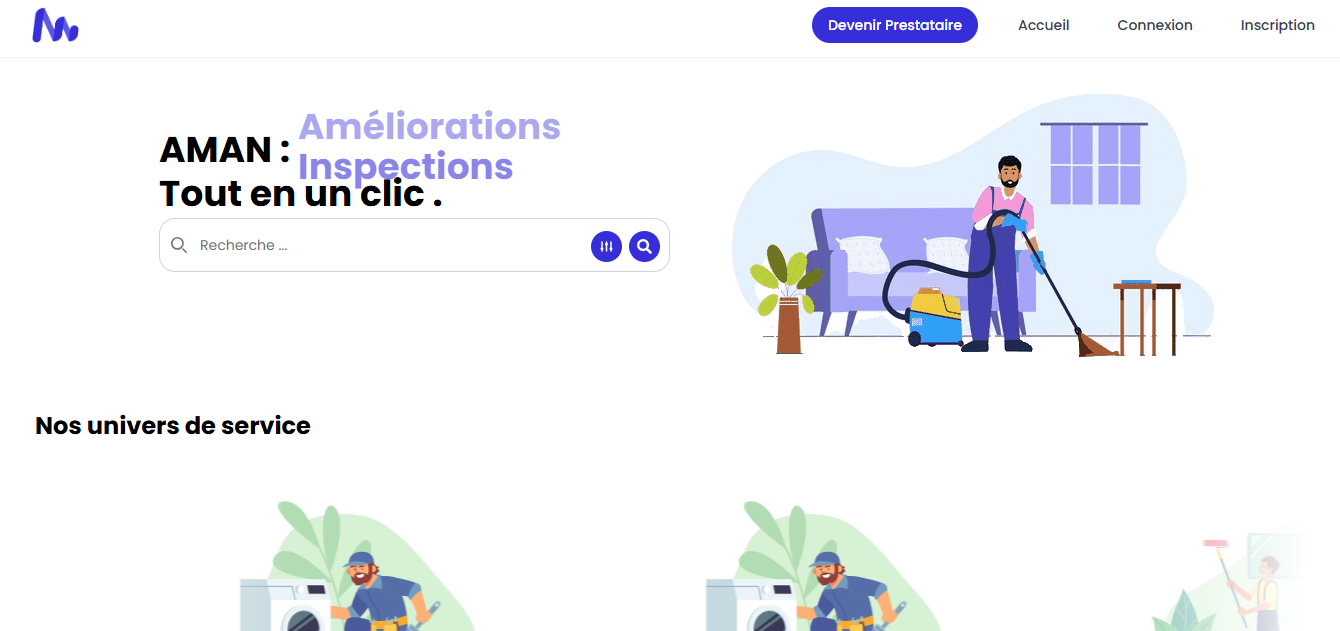 Devenir Prestataire Accueil Connexion Inscription
Améliorations
AMAN :
Inspections
Tout en un clic .
Recherche ...
Nos univers de service